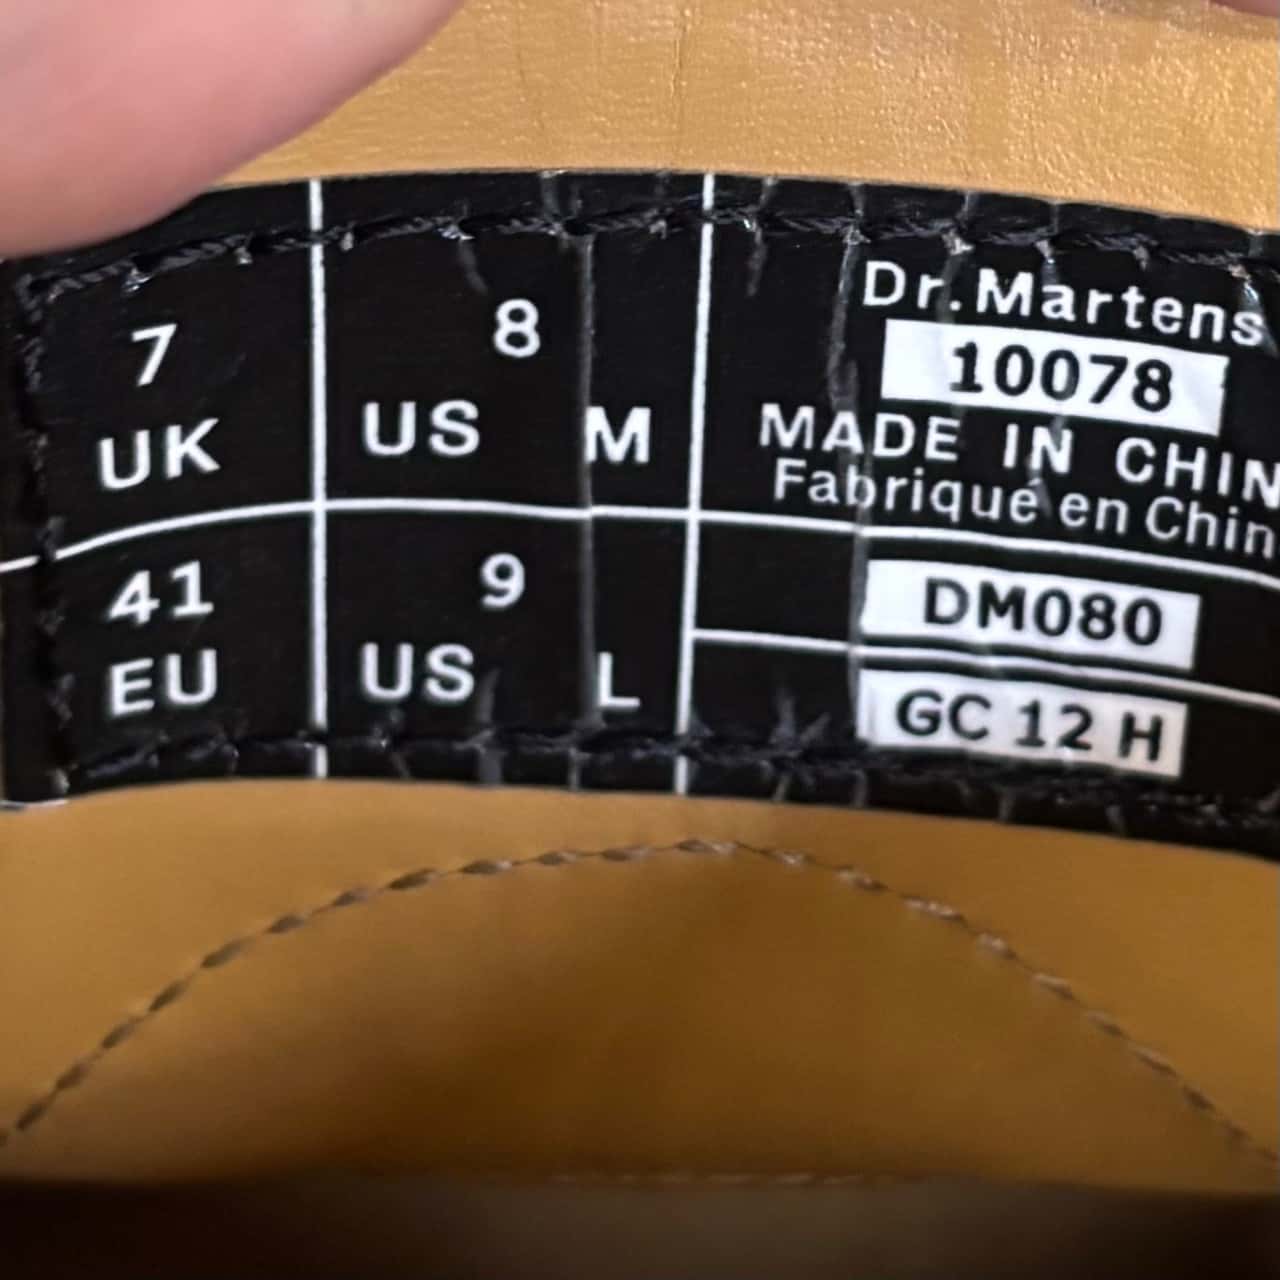 7
UK
8
US M
Dr.Martens
10078
MADE IN CHIN
Fabrique en Chin
41
EU
9
US L
DM080
GC 12 H